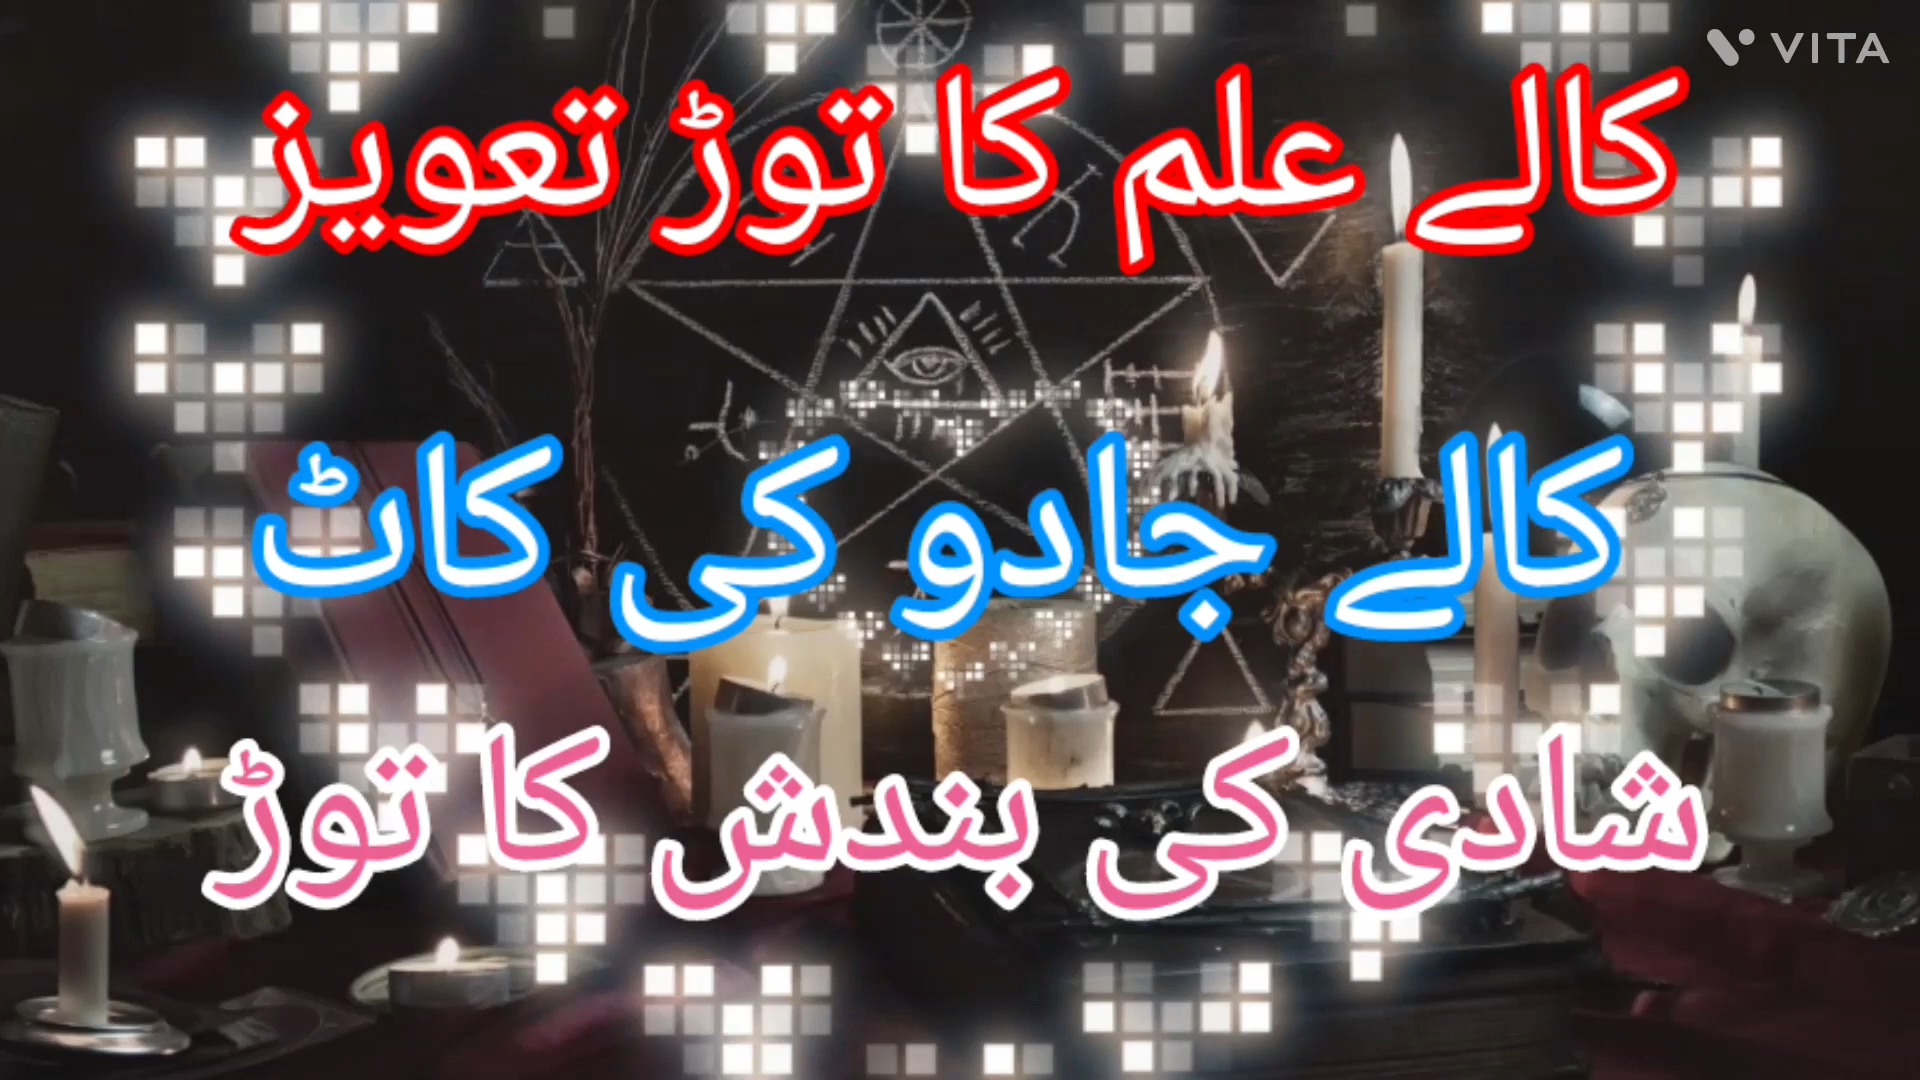 VITA
کالے علم کا توڑ تعویز
کالے جادو کی کاٹ
شادی کی بندش کا توڑ